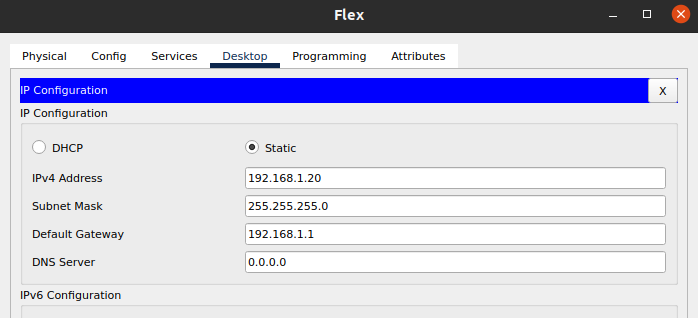 Flex
Physical Config Services Desktop Programming Attributes
IP Configuration X
IP Configuration
DHCP Static
IPv4 Address 192.168.1.20
Subnet Mask 255.255.255.0
Default Gateway 192.168.1.1
DNS Server 0.0.0.0
IPv6 Configuration